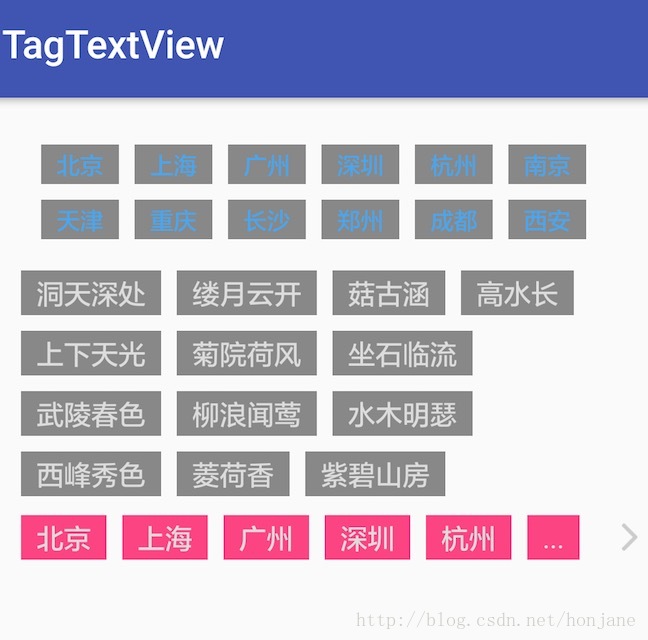 TagTextView
北京 上海 广州 深圳 杭州 南京
天津 重庆 长沙 郑州 成都 西安
洞天深处 缕月云开 菇古涵 高水长
上下天光 菊院荷风 坐石临流
武陵春色 柳浪闻莺 水木明瑟
西峰秀色 菱荷香 紫碧山房
北京 上海 广州 深圳 杭州 ...
http://blog.csdn.net/honjane